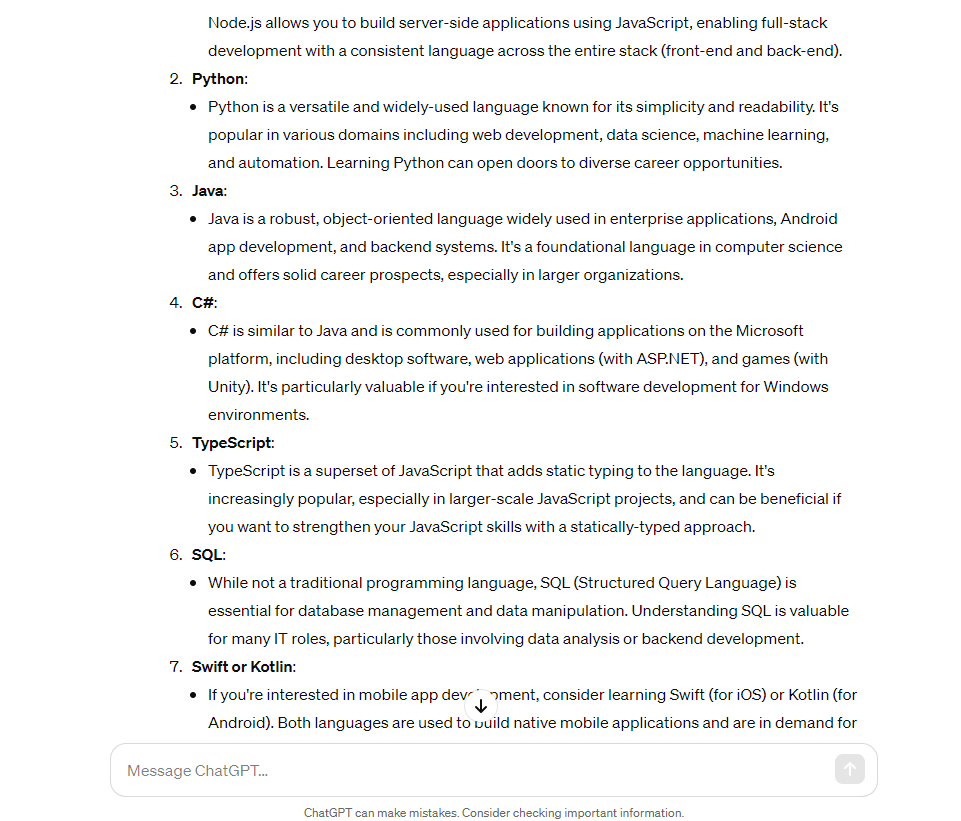 Node.js allows you to build server-side applications using JavaScript, enabling full-stack
development with a consistent language across the entire stack (front-end and back-end).
2. Python:
• Python is a versatile and widely-used language known for its simplicity and readability. It's
popular in various domains including web development, data science, machine learning,
and automation. Learning Python can open doors to diverse career opportunities.
3. Java:
• Java is a robust, object-oriented language widely used in enterprise applications, Android
app development, and backend systems. It's a foundational language in computer science
and offers solid career prospects, especially in larger organizations.
4. C#:
• C# is similar to Java and is commonly used for building applications on the Microsoft
platform, including desktop software, web applications (with ASP.NET), and games (with
Unity). It's particularly valuable if you're interested in software development for Windows
environments.
5. TypeScript:
• TypeScript is a superset of JavaScript that adds static typing to the language. It's
increasingly popular, especially in larger-scale JavaScript projects, and can be beneficial if
you want to strengthen your JavaScript skills with a statically-typed approach.
6. SQL:
• While not a traditional programming language, SQL (Structured Query Language) is
essential for database management and data manipulation. Understanding SQL is valuable
for many IT roles, particularly those involving data analysis or backend development.
7. Swift or Kotlin:
• If you're interested in mobile app development, consider learning Swift (for iOS) or Kotlin (for
Android). Both languages are used to build native mobile applications and are in demand for
Message ChatGPT...
ChatGPT can make mistakes. Consider checking important information.